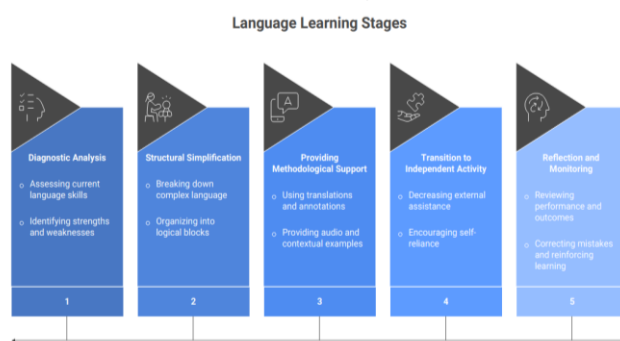 Language Learning Stages
A
Diagnostic Analysis
Assessing current
language skills
Identifying strengths
and weaknesses
1
Structural Simplification
Breaking down
complex language
Organizing into
logical blocks
2
Providing
Methodological Support
Using translations
and annotations
Providing audio and
contextual examples
3
Transition to
Independent Activity
Decreasing external
assistance
Encouraging self-
reliance
4
Reflection and
Monitoring
Reviewing
performance and
outcomes
Correcting mistakes
and reinforcing
learning
5